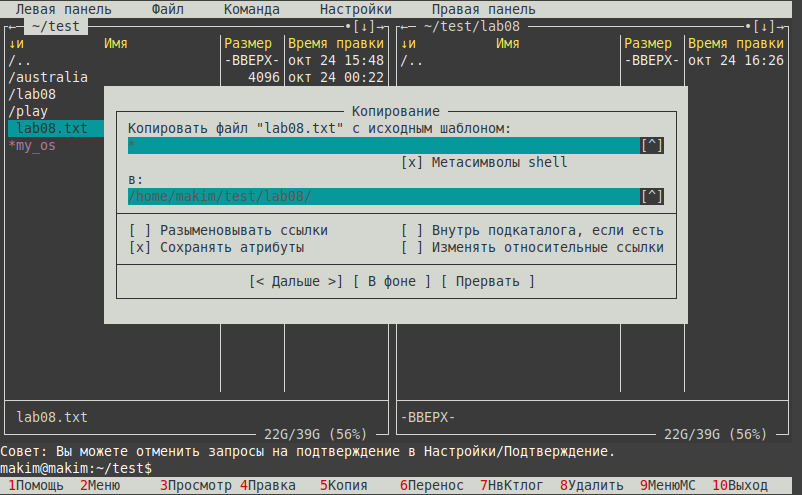 Левая панель Файл Команда Настройки Правая панель
←─ ~/test ─•[↓]→ ←─ ~/test/lab08 ─•[↓]→
↓и Имя Размер Время правки ↓и Имя Размер Время правки
/.. -ВВЕРХ- окт 24 15:48 /.. -ВВЕРХ- окт 24 16:26
/australia 4096 окт 24 00:22
/lab08
/play
lab08.txt
*my_os
Копирование
Копировать файл "lab08.txt" с исходным шаблоном:
* [^]
[x] Метасимволы shell
в:
/home/makim/test/lab08/ [^]
[ ] Разыменовывать ссылки [ ] Внутрь подкаталога, если есть
[x] Сохранять атрибуты [ ] Изменять относительные ссылки
[< Дальше >] [ В фоне ] [ Прервать ]
lab08.txt -ВВЕРХ-
22G/39G (56%) 22G/39G (56%)
Совет: Вы можете отменить запросы на подтверждение в Настройки/Подтверждение.
makim@makim:~/test$
1Помощь 2Меню 3Просмотр 4Правка 5Копия 6Перенос 7НвКтлог 8Удалить 9МенюMC 10Выход